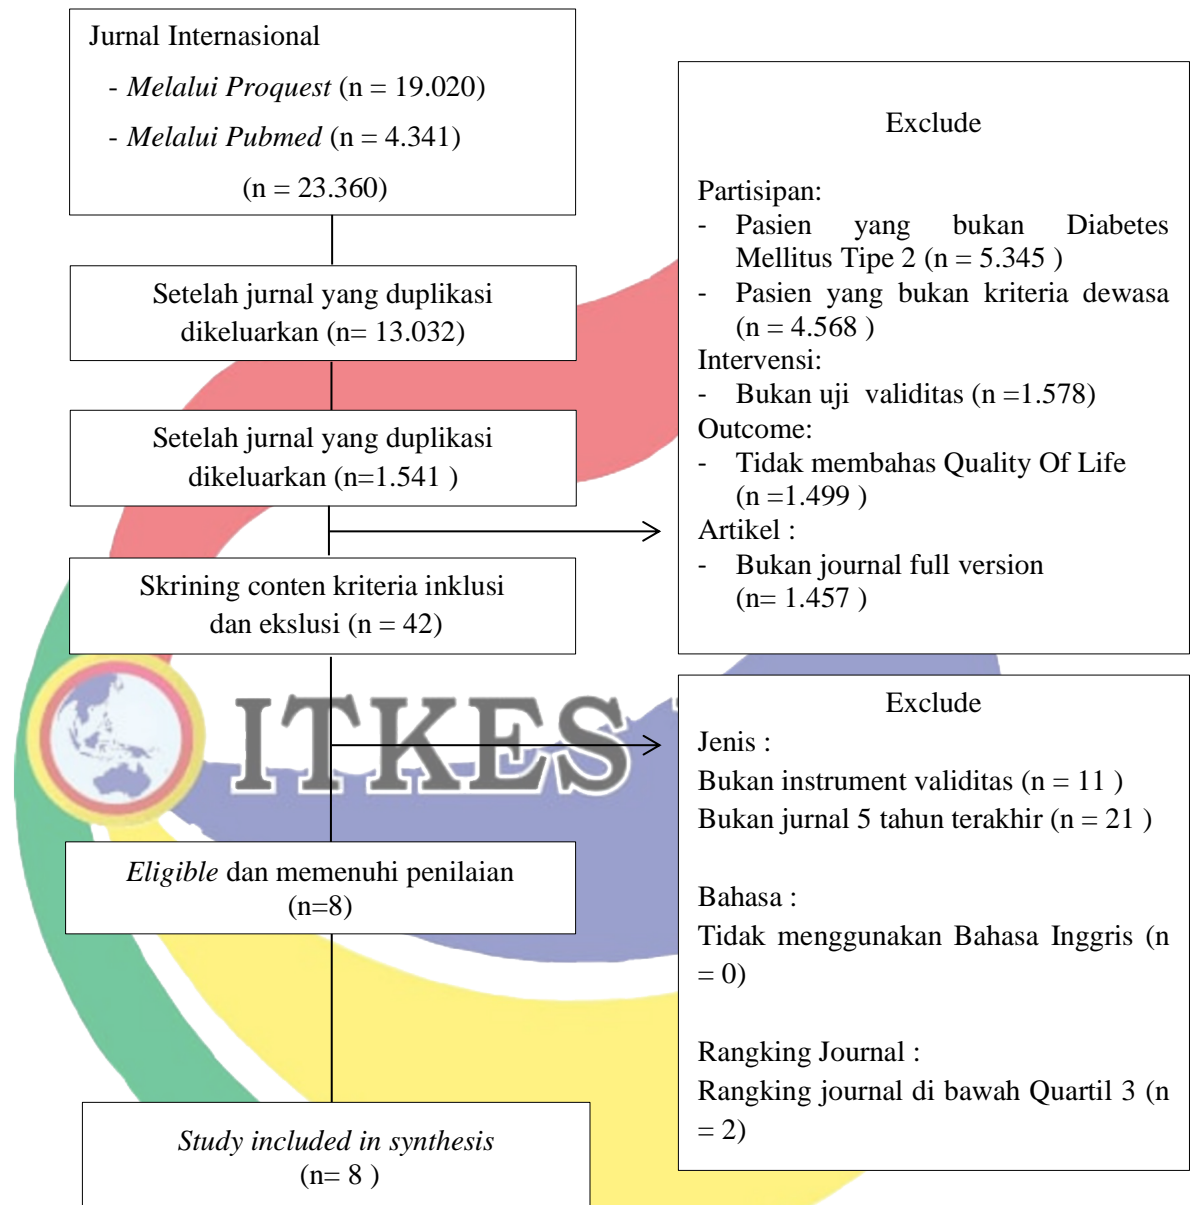 Jurnal Internasional
- Melalui Proquest (n = 19.020)
- Melalui Pubmed (n = 4.341)
(n = 23.360)
Setelah jurnal yang duplikasi
dikeluarkan (n= 13.032)
Setelah jurnal yang duplikasi
dikeluarkan (n=1.541 )
Skrining conten kriteria inklusi
dan ekslusi (n = 42)
Exclude
Partisipan:
- Pasien yang bukan Diabetes
Mellitus Tipe 2 (n = 5.345 )
- Pasien yang bukan kriteria dewasa
(n = 4.568 )
Intervensi:
- Bukan uji validitas (n =1.578)
Outcome:
- Tidak membahas Quality Of Life
(n =1.499 )
Artikel :
- Bukan journal full version
(n= 1.457 )
ITKES
Eligible dan memenuhi penilaian
(n=8)
Exclude
Jenis :
Bukan instrument validitas (n = 11 )
Bukan jurnal 5 tahun terakhir (n = 21 )
Bahasa :
Tidak menggunakan Bahasa Inggris (n
= 0)
Rangking Journal :
Rangking journal di bawah Quartil 3 (n
= 2)
Study included in synthesis
(n= 8 )